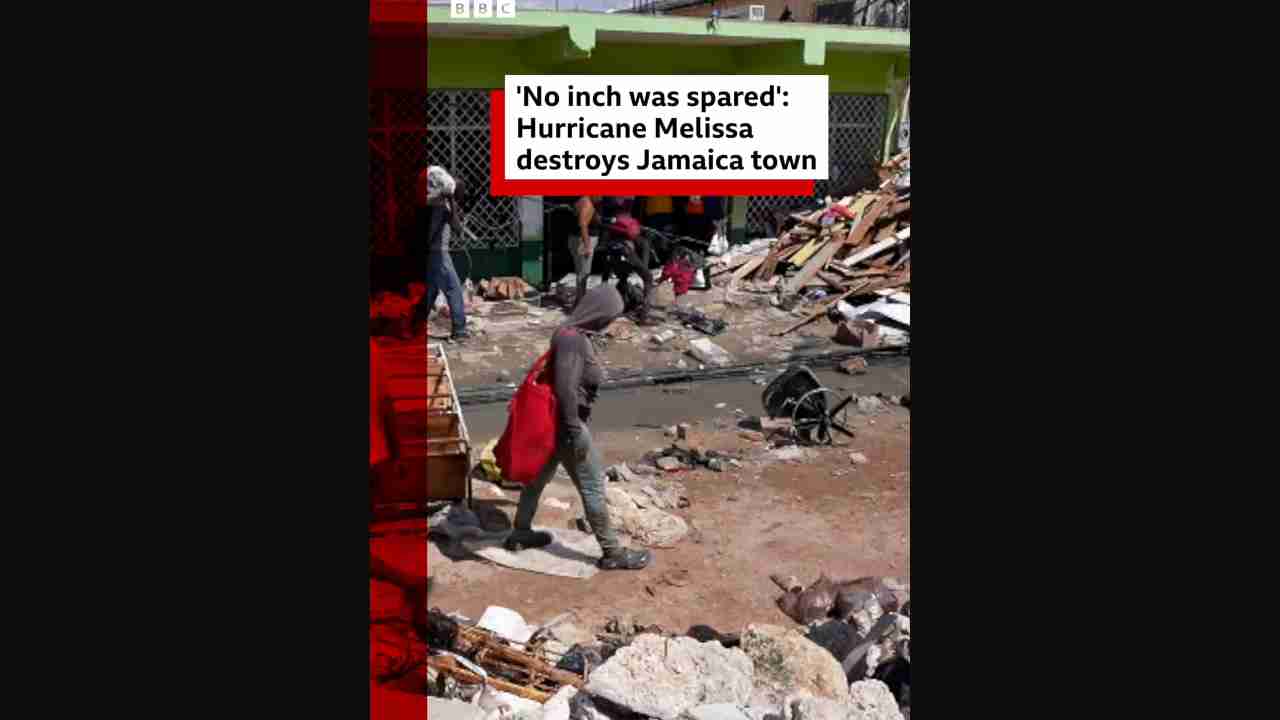 BBC
'No inch was spared':
Hurricane Melissa
destroys Jamaica town